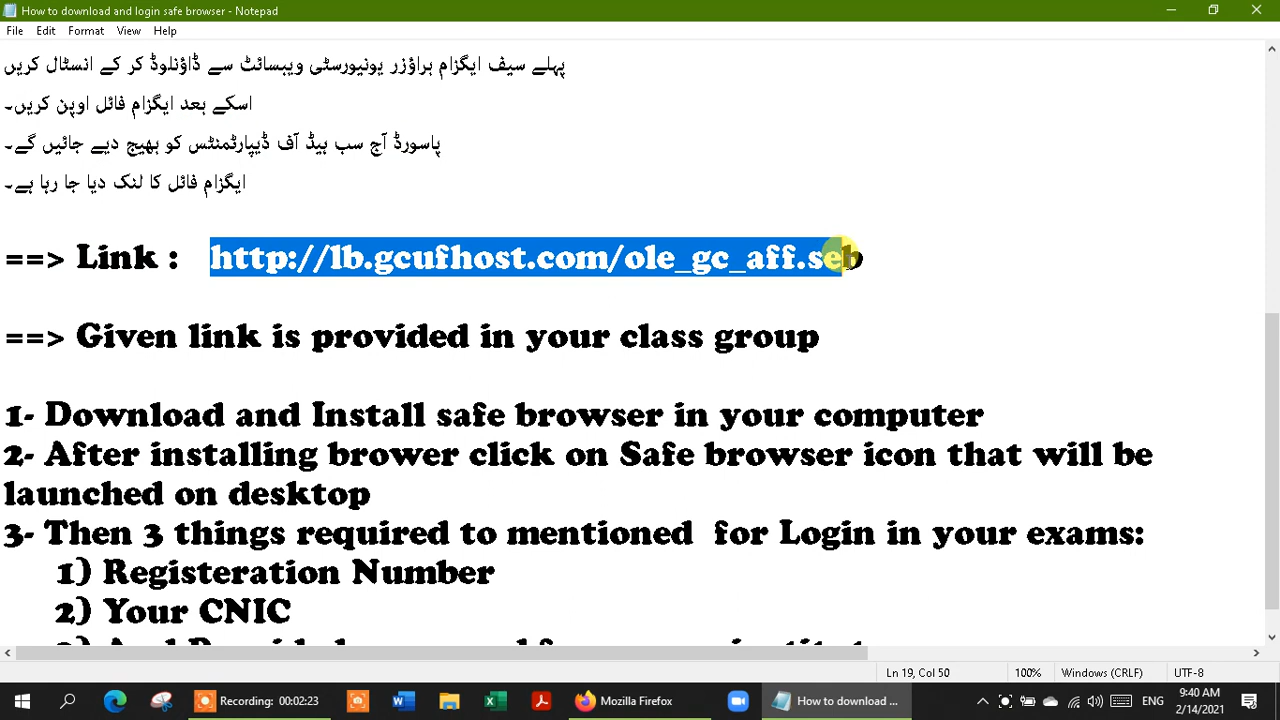 How to download and login safe browser - Notepad
File Edit Format View Help
پہلے سیف ایگزام براؤزر یونیورسٹی ویبسائٹ سے ڈاؤنلوڈ کر کے انسٹال کریں
اسکے بعد ایگزام فائل اوپن کریں۔
پاسورڈ آج سب ہیڈ آف ڈیپارٹمنٹس کو بھیج دیے جائیں گے۔
ایگزام فائل کا لنک دیا جا رہا ہے۔
==> Link : http://lb.gcufhost.com/ole_gc_aff.seb
==> Given link is provided in your class group
1- Download and Install safe browser in your computer
2- After installing brower click on Safe browser icon that will be
launched on desktop
3- Then 3 things required to mentioned for Login in your exams:
1) Registeration Number
2) Your CNIC
Ln 19, Col 50 100% Windows (CRLF) UTF-8
Recording: 00:02:23 Mozilla Firefox How to download ... ENG 9:40 AM
2/14/2021